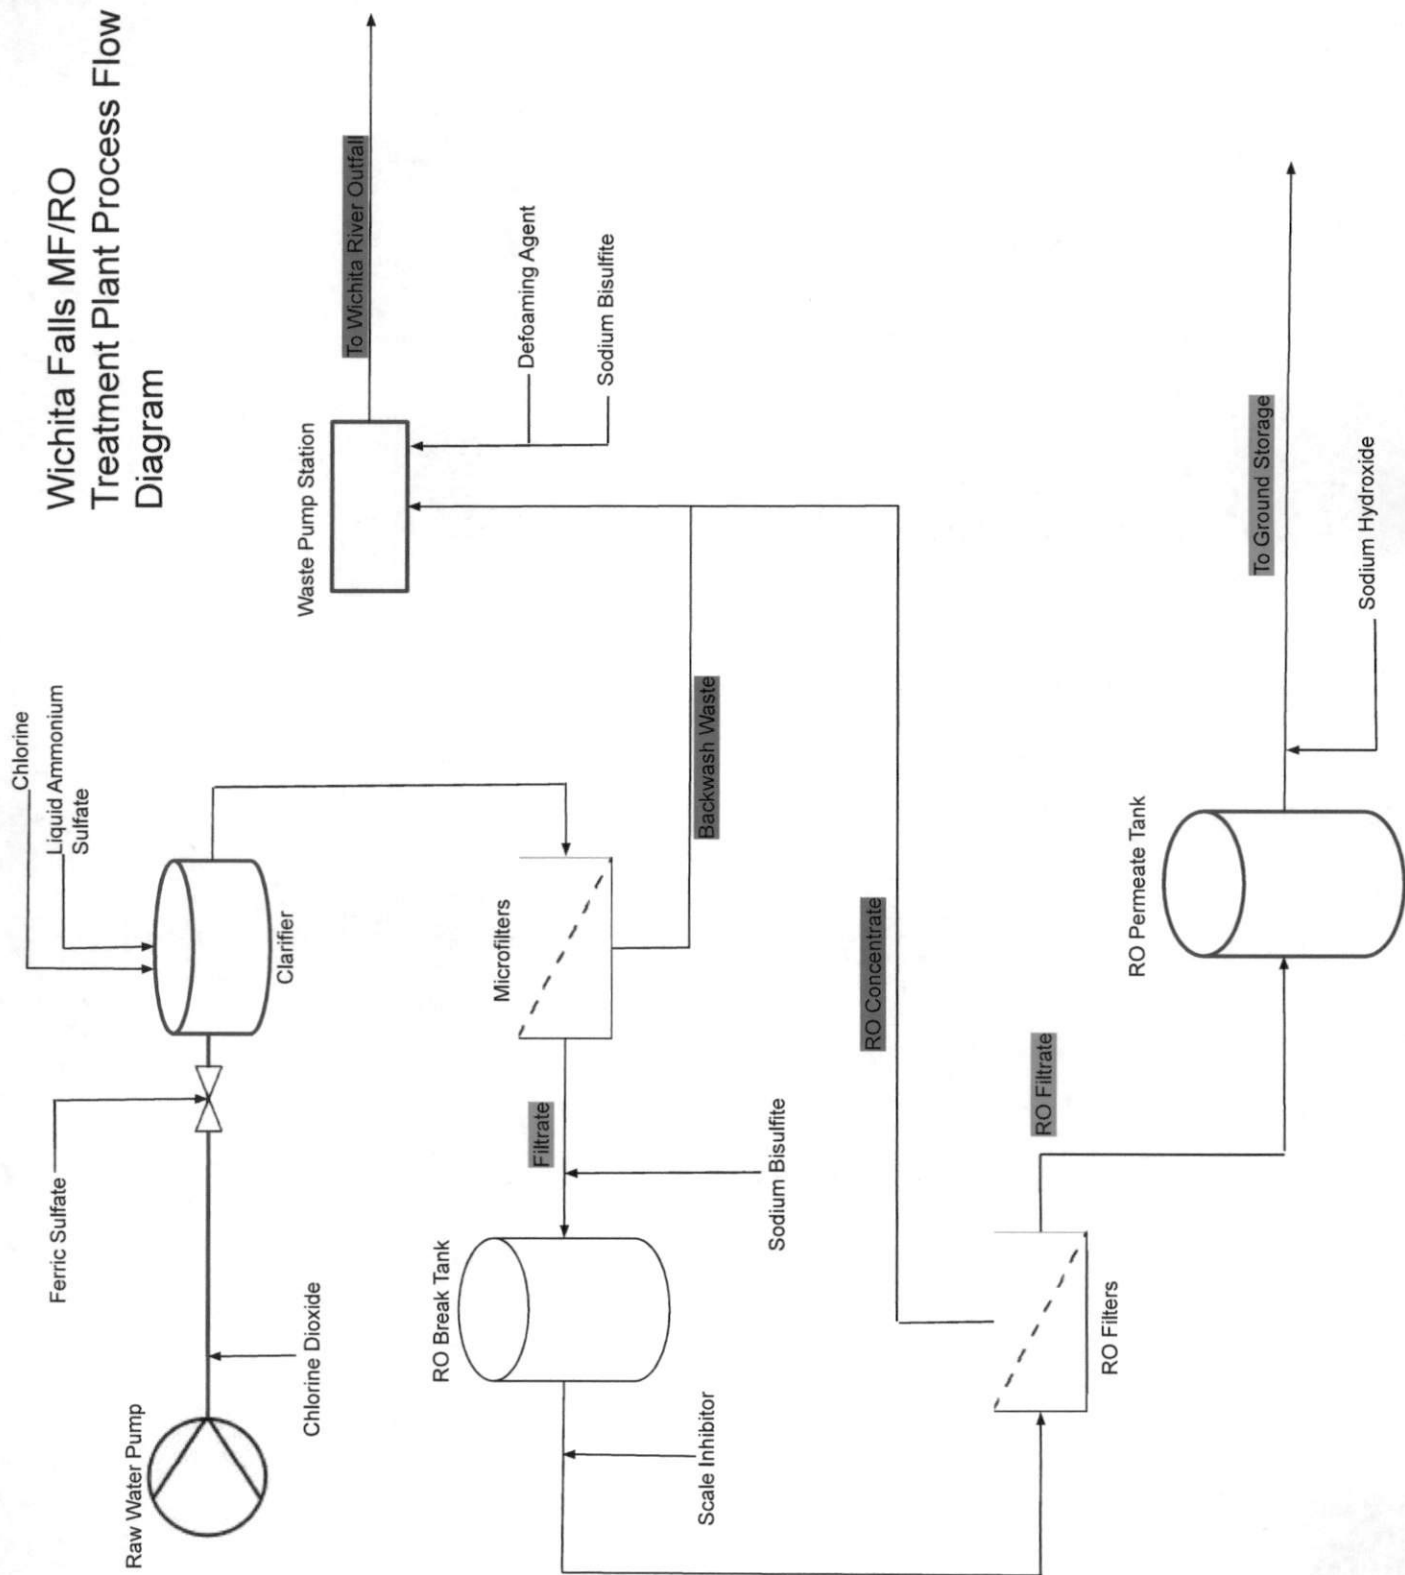 Wichita Falls MF/RO
Treatment Plant Process Flow
Diagram
Chlorine
Liquid Ammonium
Sulfate
Ferric Sulfate
Raw Water Pump
Chlorine Dioxide
Clarifier
Waste Pump Station
To Wichita River Outfall
Defoaming Agent
Sodium Bisulfite
Microfilters
Backwash Waste
Filtrate
Sodium Bisulfite
RO Break Tank
Scale Inhibitor
RO Concentrate
RO Filters
RO Filtrate
RO Permeate Tank
To Ground Storage
Sodium Hydroxide